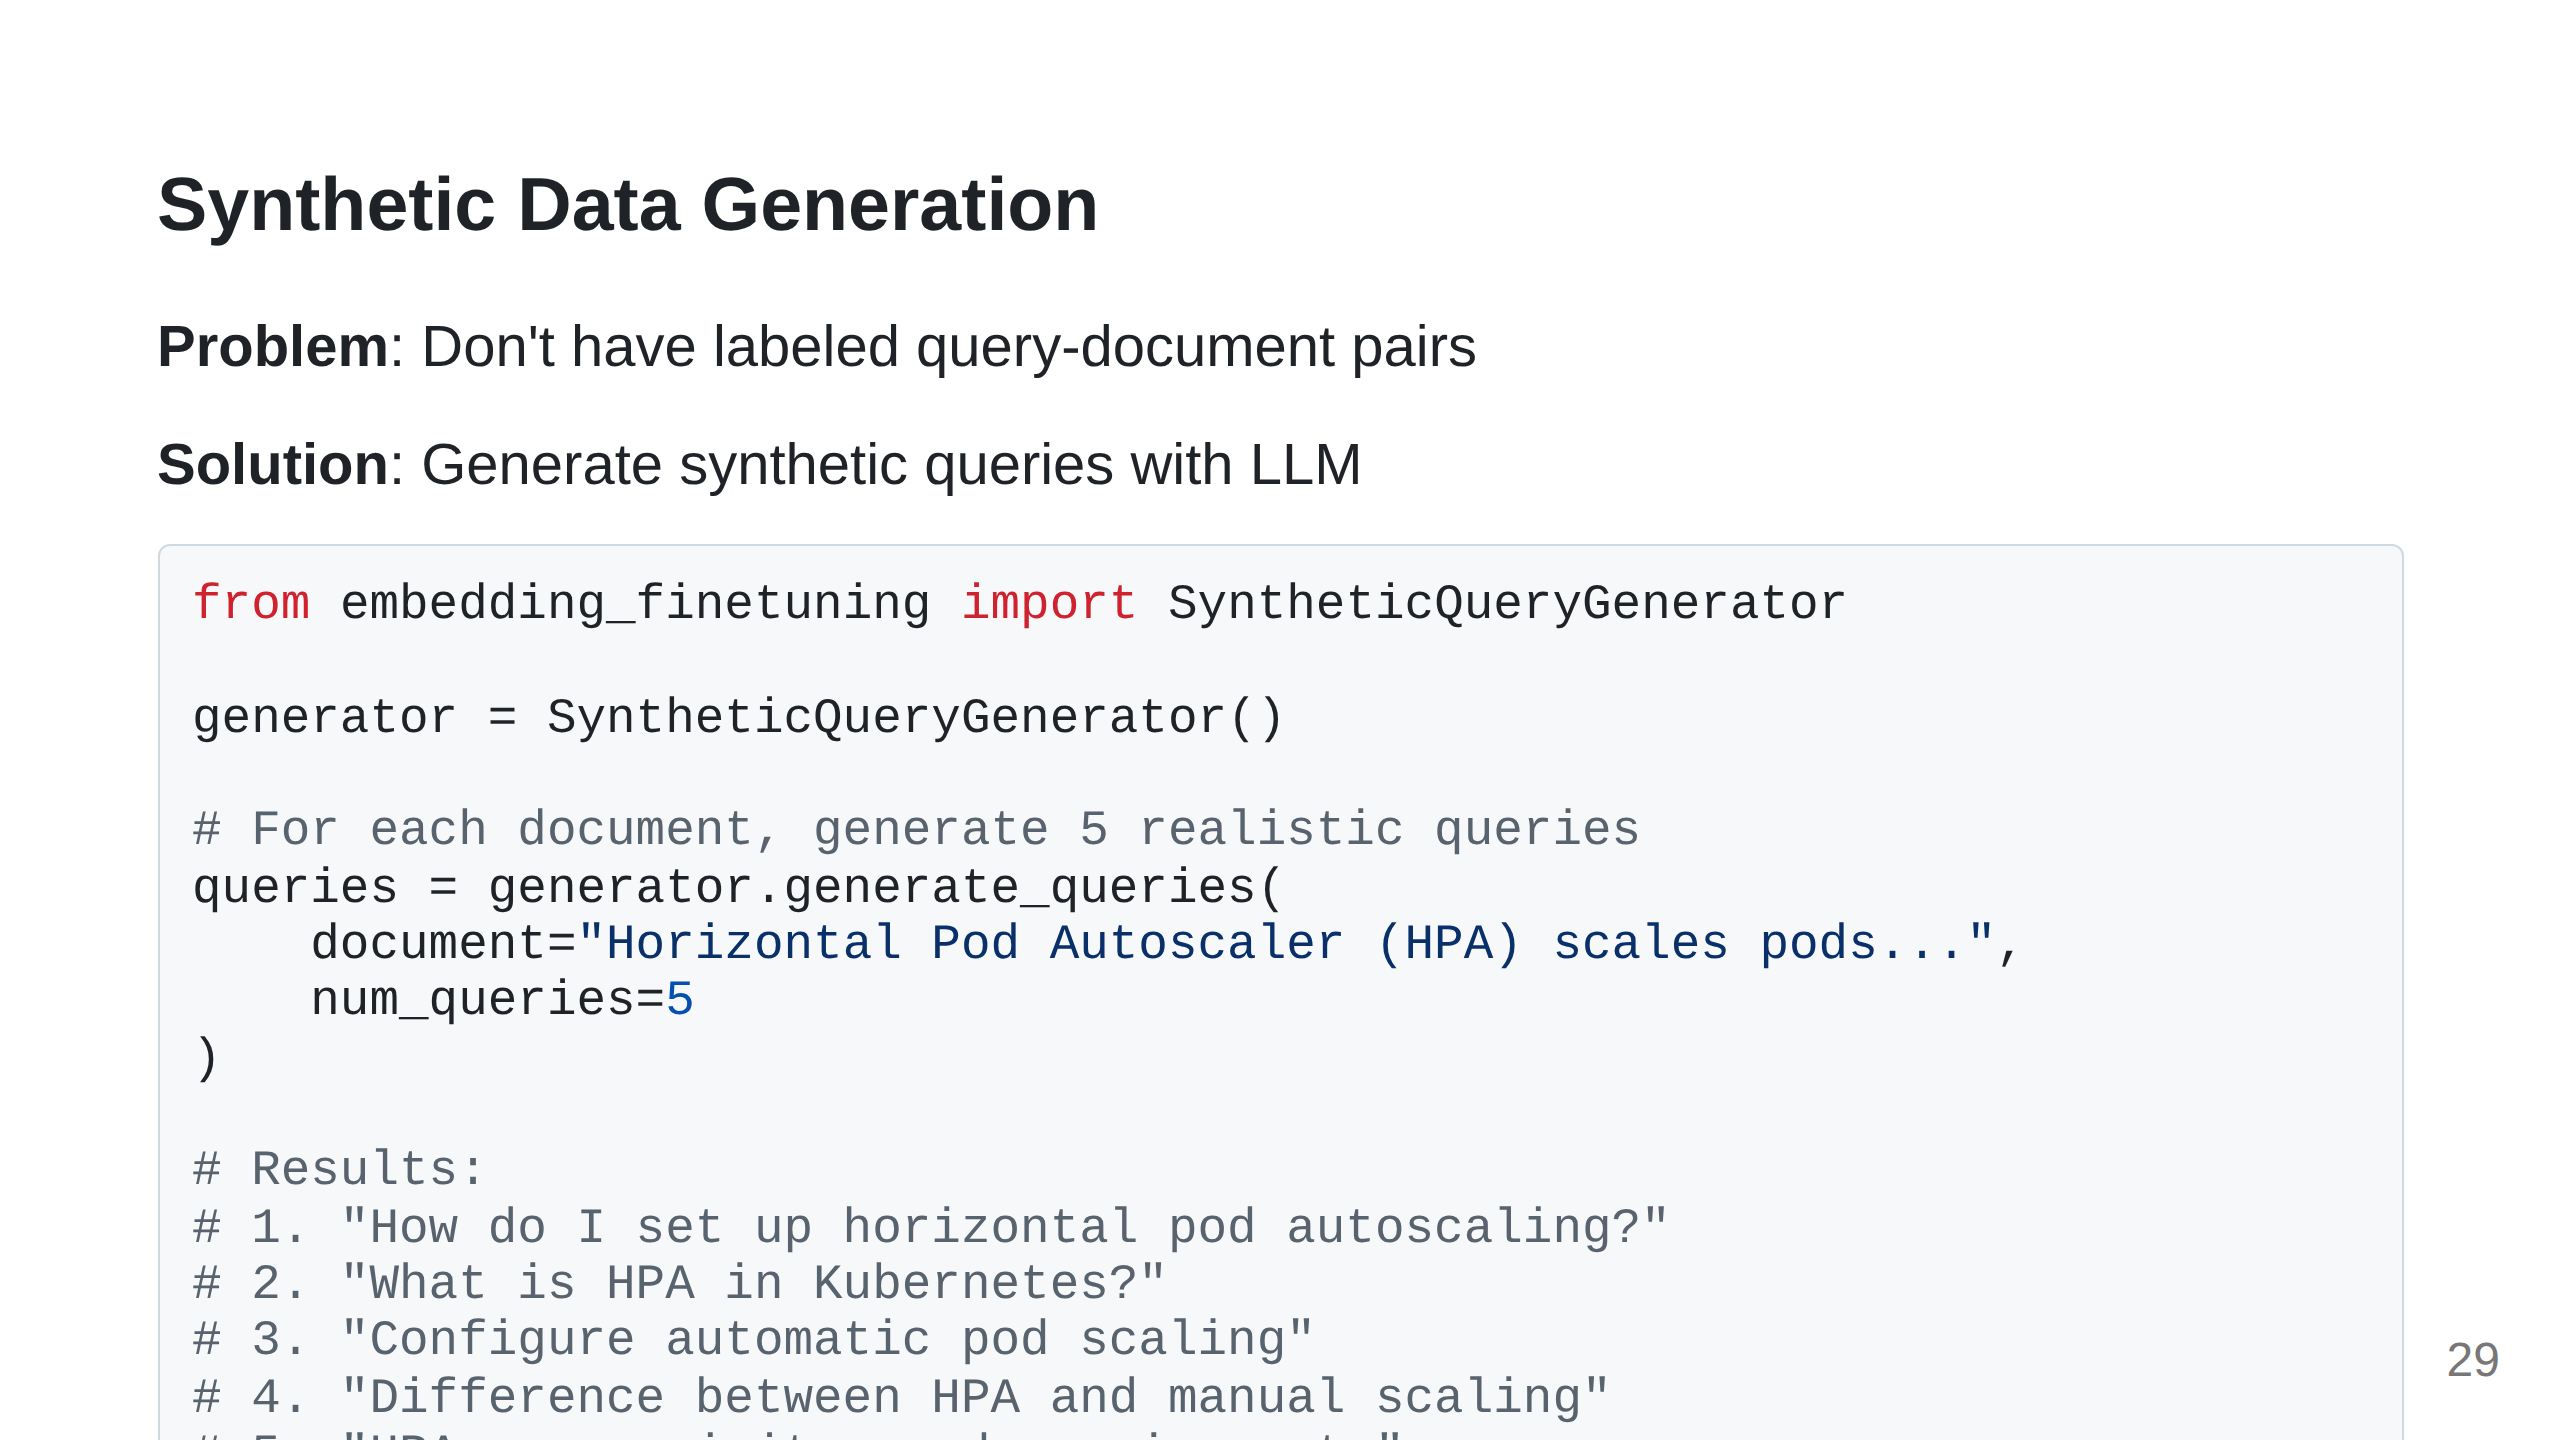 Synthetic Data Generation
Problem: Don't have labeled query-document pairs
Solution: Generate synthetic queries with LLM
from embedding_finetuning import SyntheticQueryGenerator
generator = SyntheticQueryGenerator()
# For each document, generate 5 realistic queries
queries = generator.generate_queries(
    document="Horizontal Pod Autoscaler (HPA) scales pods...",
    num_queries=5
)
# Results:
# 1. "How do I set up horizontal pod autoscaling?"
# 2. "What is HPA in Kubernetes?"
# 3. "Configure automatic pod scaling"
29
# 4. "Difference between HPA and manual scaling"
# 5. "HPA